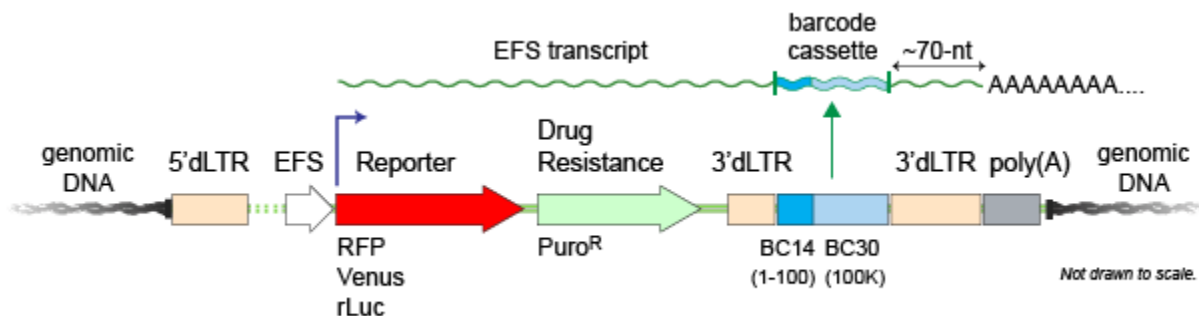 barcode
cassette
EFS transcript
~70-nt
AAAAAAAA....
genomic
DNA
5'dLTR
EFS
Reporter
Drug
Resistance
3'dLTR
3'dLTR
poly(A)
genomic
DNA
RFP
Venus
rLuc
Puroᴿ
BC14
(1-100)
BC30
(100K)
Not drawn to scale.